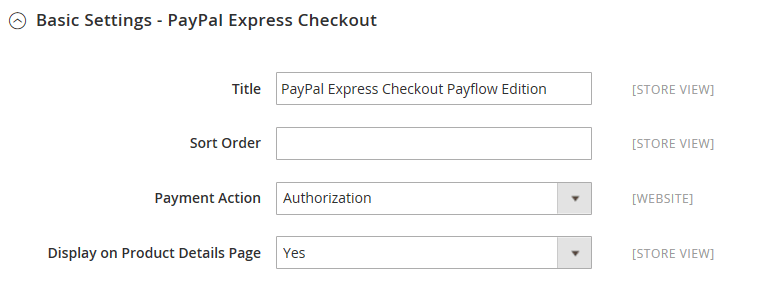 Basic Settings - PayPal Express Checkout
Title PayPal Express Checkout Payflow Edition [STORE VIEW]
Sort Order [STORE VIEW]
Payment Action Authorization [WEBSITE]
Display on Product Details Page Yes [STORE VIEW]